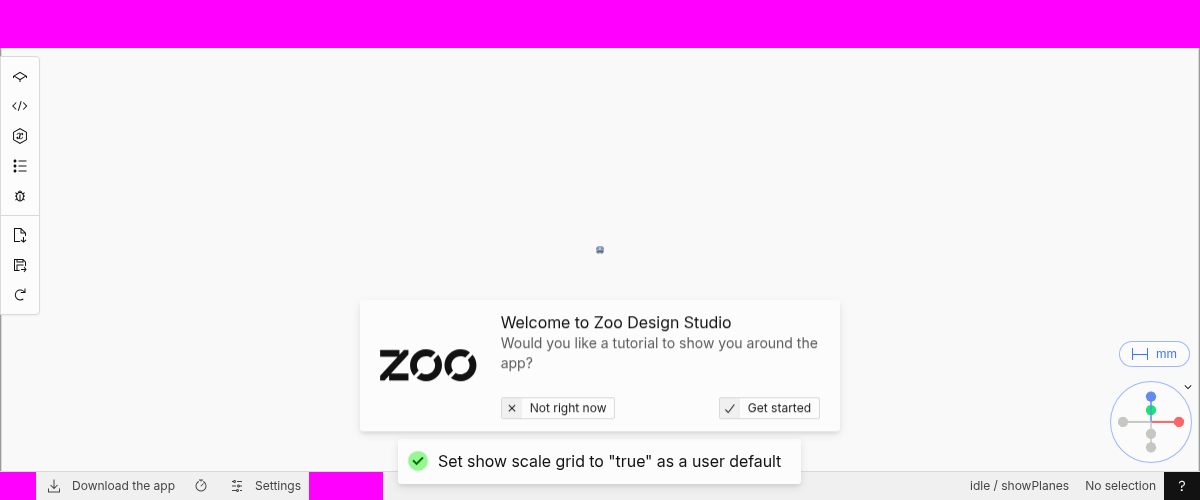 Welcome to Zoo Design Studio
Would you like a tutorial to show you around the
app?
ZOO
Not right now
Get started
mm
Set show scale grid to "true" as a user default
Download the app
Settings
idle / showPlanes
No selection
?